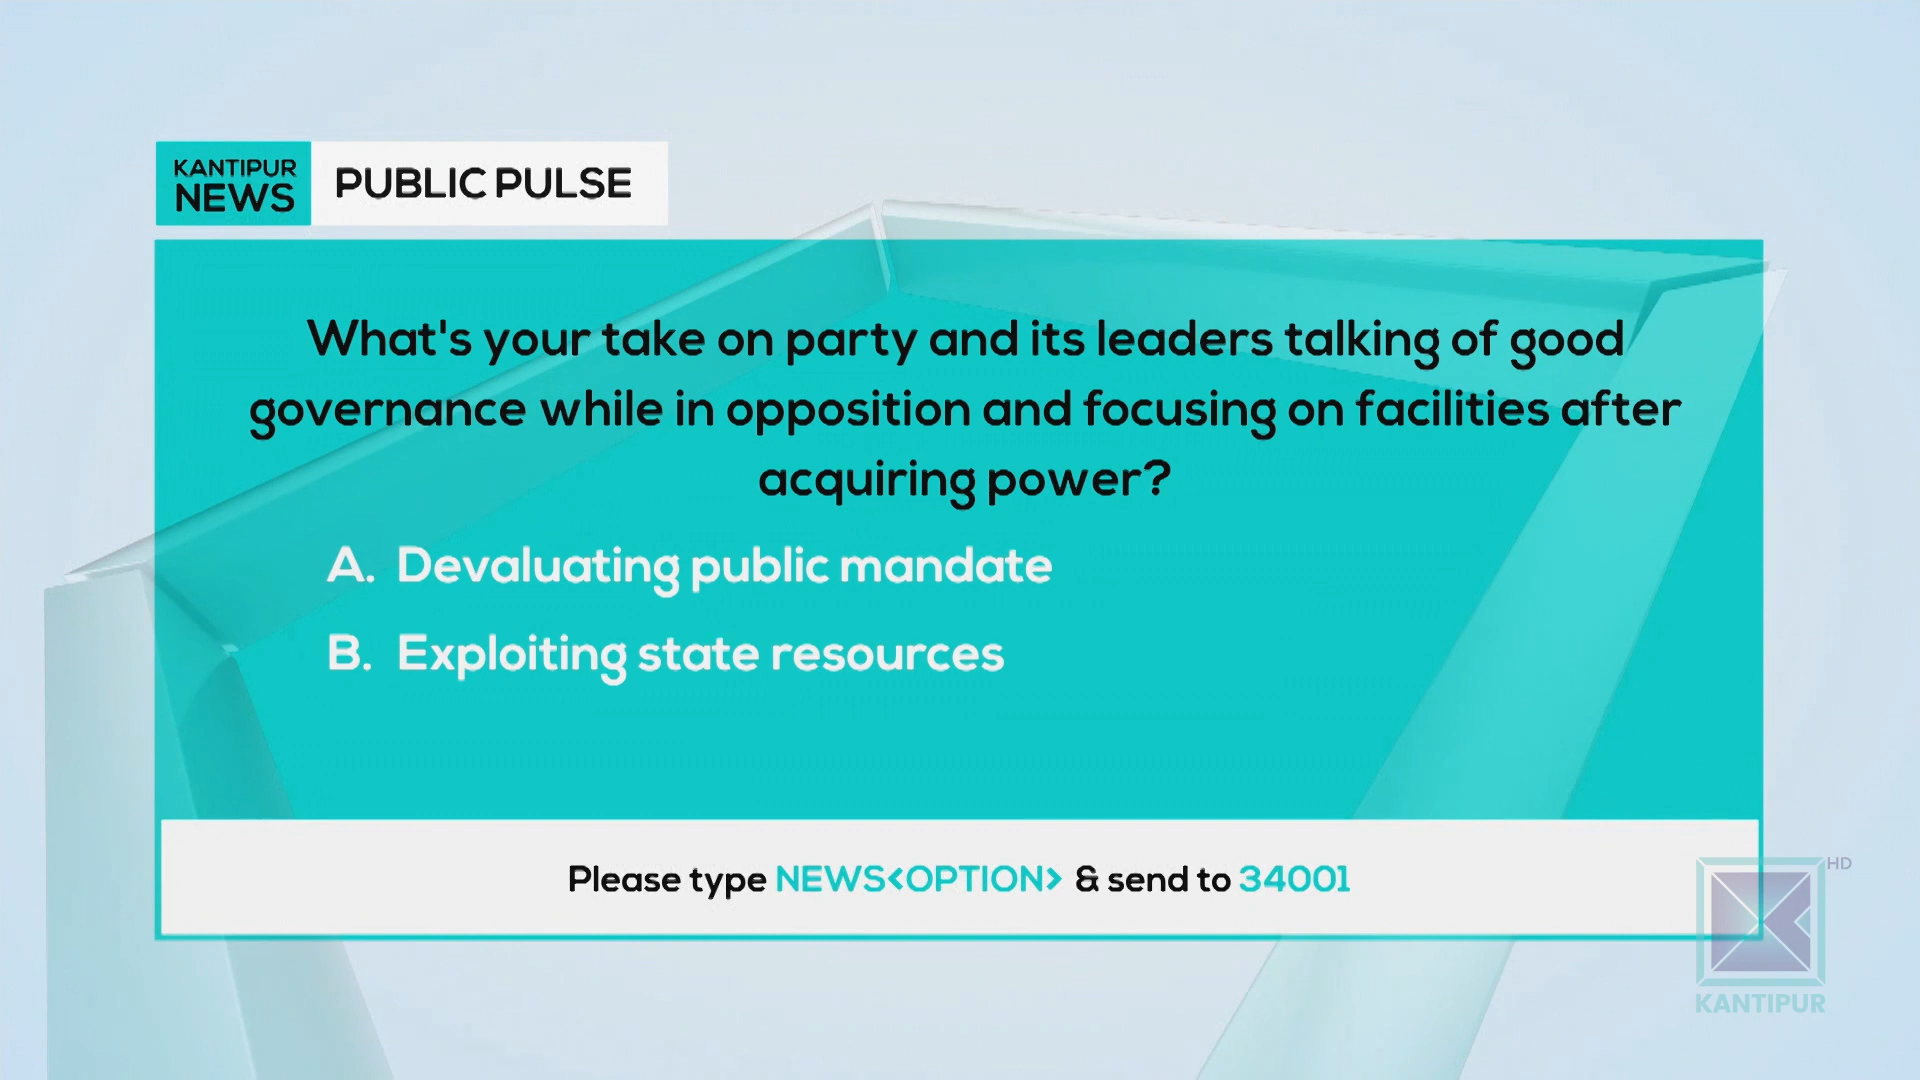 KANTIPUR
NEWS
PUBLIC PULSE
What's your take on party and its leaders talking of good
governance while in opposition and focusing on facilities after
acquiring power?
A. Devaluating public mandate
B. Exploiting state resources
Please type NEWS<OPTION> & send to 34001
HD
KANTIPUR